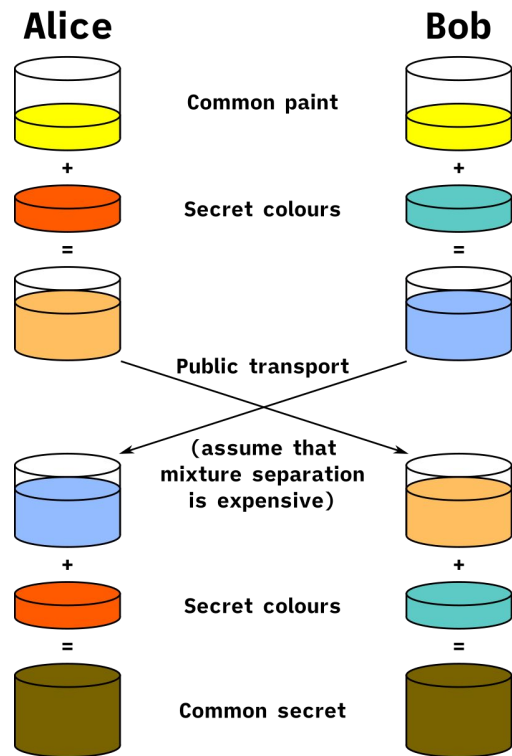 Alice
Bob
Common paint
+
+
Secret colours
=
=
Public transport
(assume that
mixture separation
is expensive)
+
+
Secret colours
=
=
Common secret